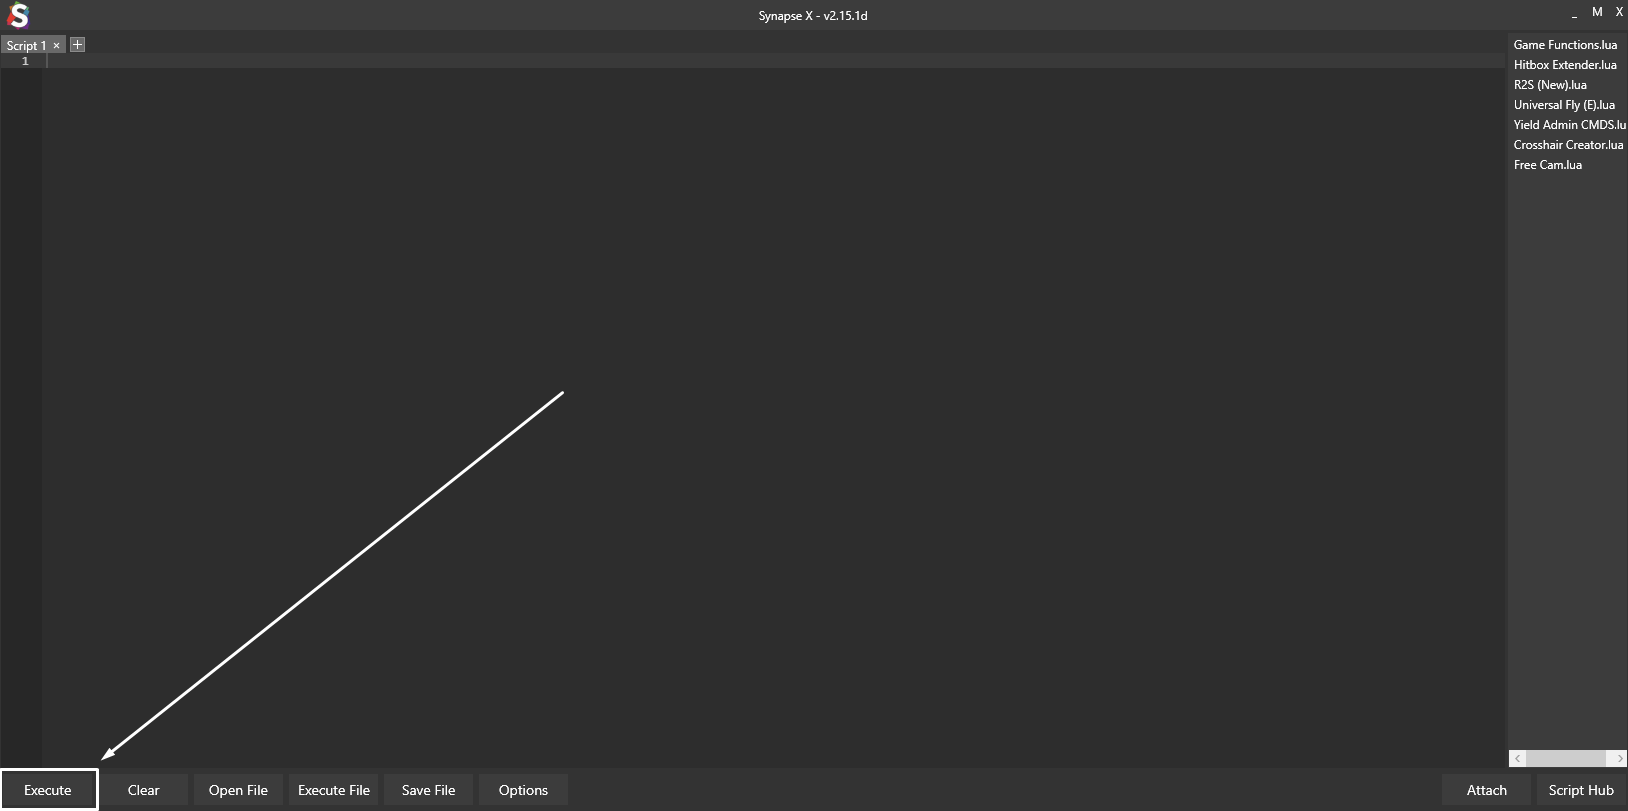 S
Synapse X - v2.15.1d
_ M X
Script 1 × +
1
Game Functions.lua
Hitbox Extender.lua
R2S (New).lua
Universal Fly (E).lua
Yield Admin CMDS.lu
Crosshair Creator.lua
Free Cam.lua
Execute Clear Open File Execute File Save File Options Attach Script Hub